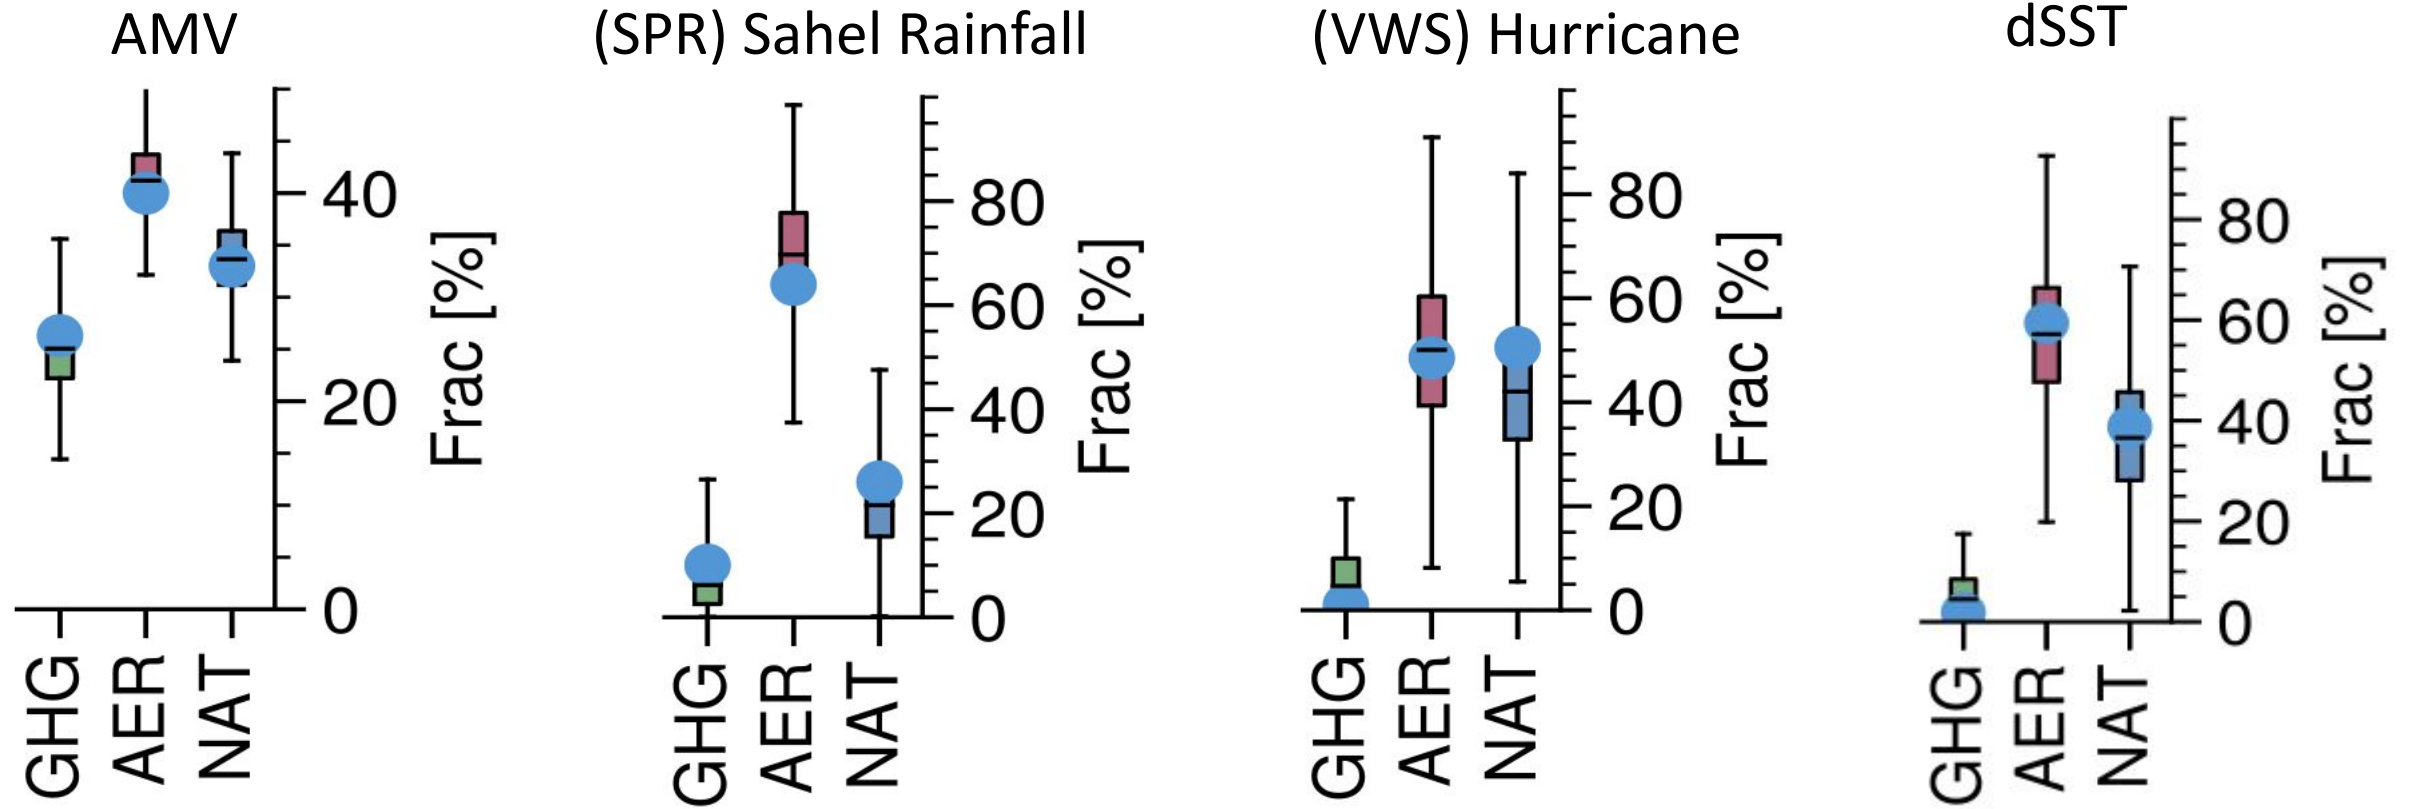 AMV
40
20
0
Frac [%]
GHG
AER
NAT
(SPR) Sahel Rainfall
80
60
40
20
0
Frac [%]
GHG
AER
NAT
(VWS) Hurricane
80
60
40
20
0
Frac [%]
GHG
AER
NAT
dSST
80
60
40
20
0
Frac [%]
GHG
AER
NAT